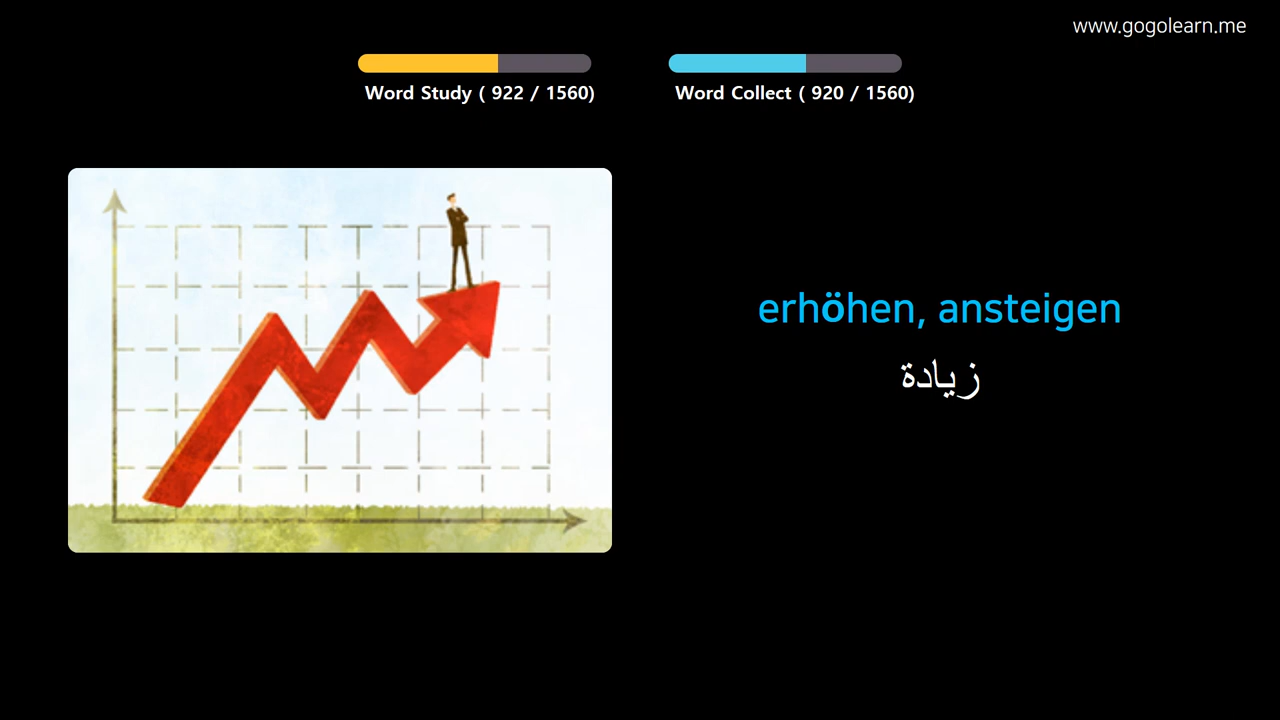 www.gogolearn.me
Word Study ( 922 / 1560)
Word Collect ( 920 / 1560)
erhöhen, ansteigen
زيادة